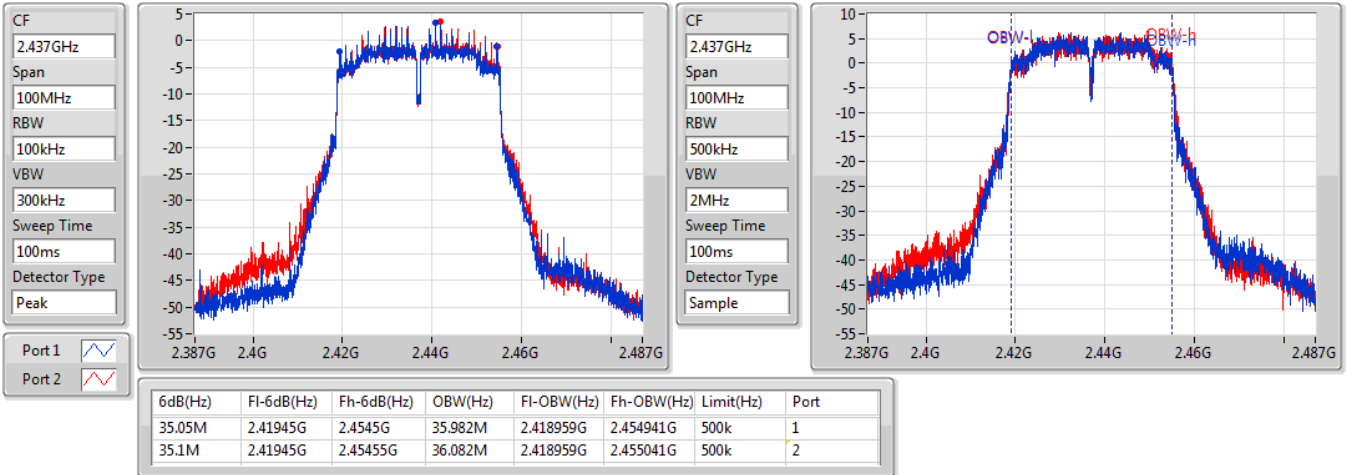 CF
2.437GHz
Span
100MHz
RBW
100kHz
VBW
300kHz
Sweep Time
100ms
Detector Type
Peak
Port 1
Port 2
5
0
-5
-10
-15
-20
-25
-30
-35
-40
-45
-50
-55
2.387G 2.4G 2.42G 2.44G 2.46G 2.487G
CF
2.437GHz
Span
100MHz
RBW
500kHz
VBW
2MHz
Sweep Time
100ms
Detector Type
Sample
10
5
0
-5
-10
-15
-20
-25
-30
-35
-40
-45
-50
-55
OBW-l OBW-h
OBW-h
2.387G 2.4G 2.42G 2.44G 2.46G 2.487G
6dB(Hz) Fl-6dB(Hz) Fh-6dB(Hz) OBW(Hz) Fl-OBW(Hz) Fh-OBW(Hz) Limit(Hz) Port
35.05M 2.41945G 2.4545G 35.982M 2.418959G 2.454941G 500k 1
35.1M 2.41945G 2.45455G 36.082M 2.418959G 2.455041G 500k 2